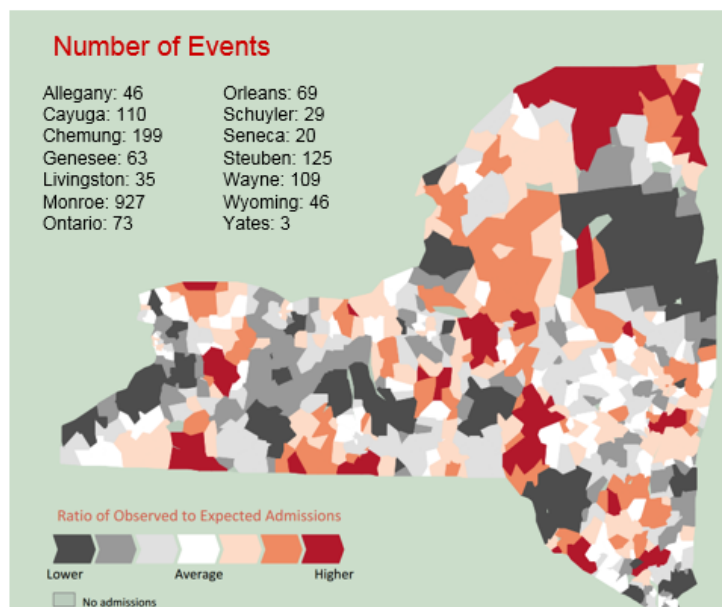 Number of Events
Allegany: 46
Cayuga: 110
Chemung: 199
Genesee: 63
Livingston: 35
Monroe: 927
Ontario: 73
Orleans: 69
Schuyler: 29
Seneca: 20
Steuben: 125
Wayne: 109
Wyoming: 46
Yates: 3
Ratio of Observed to Expected Admissions
Lower Average Higher
No admissions